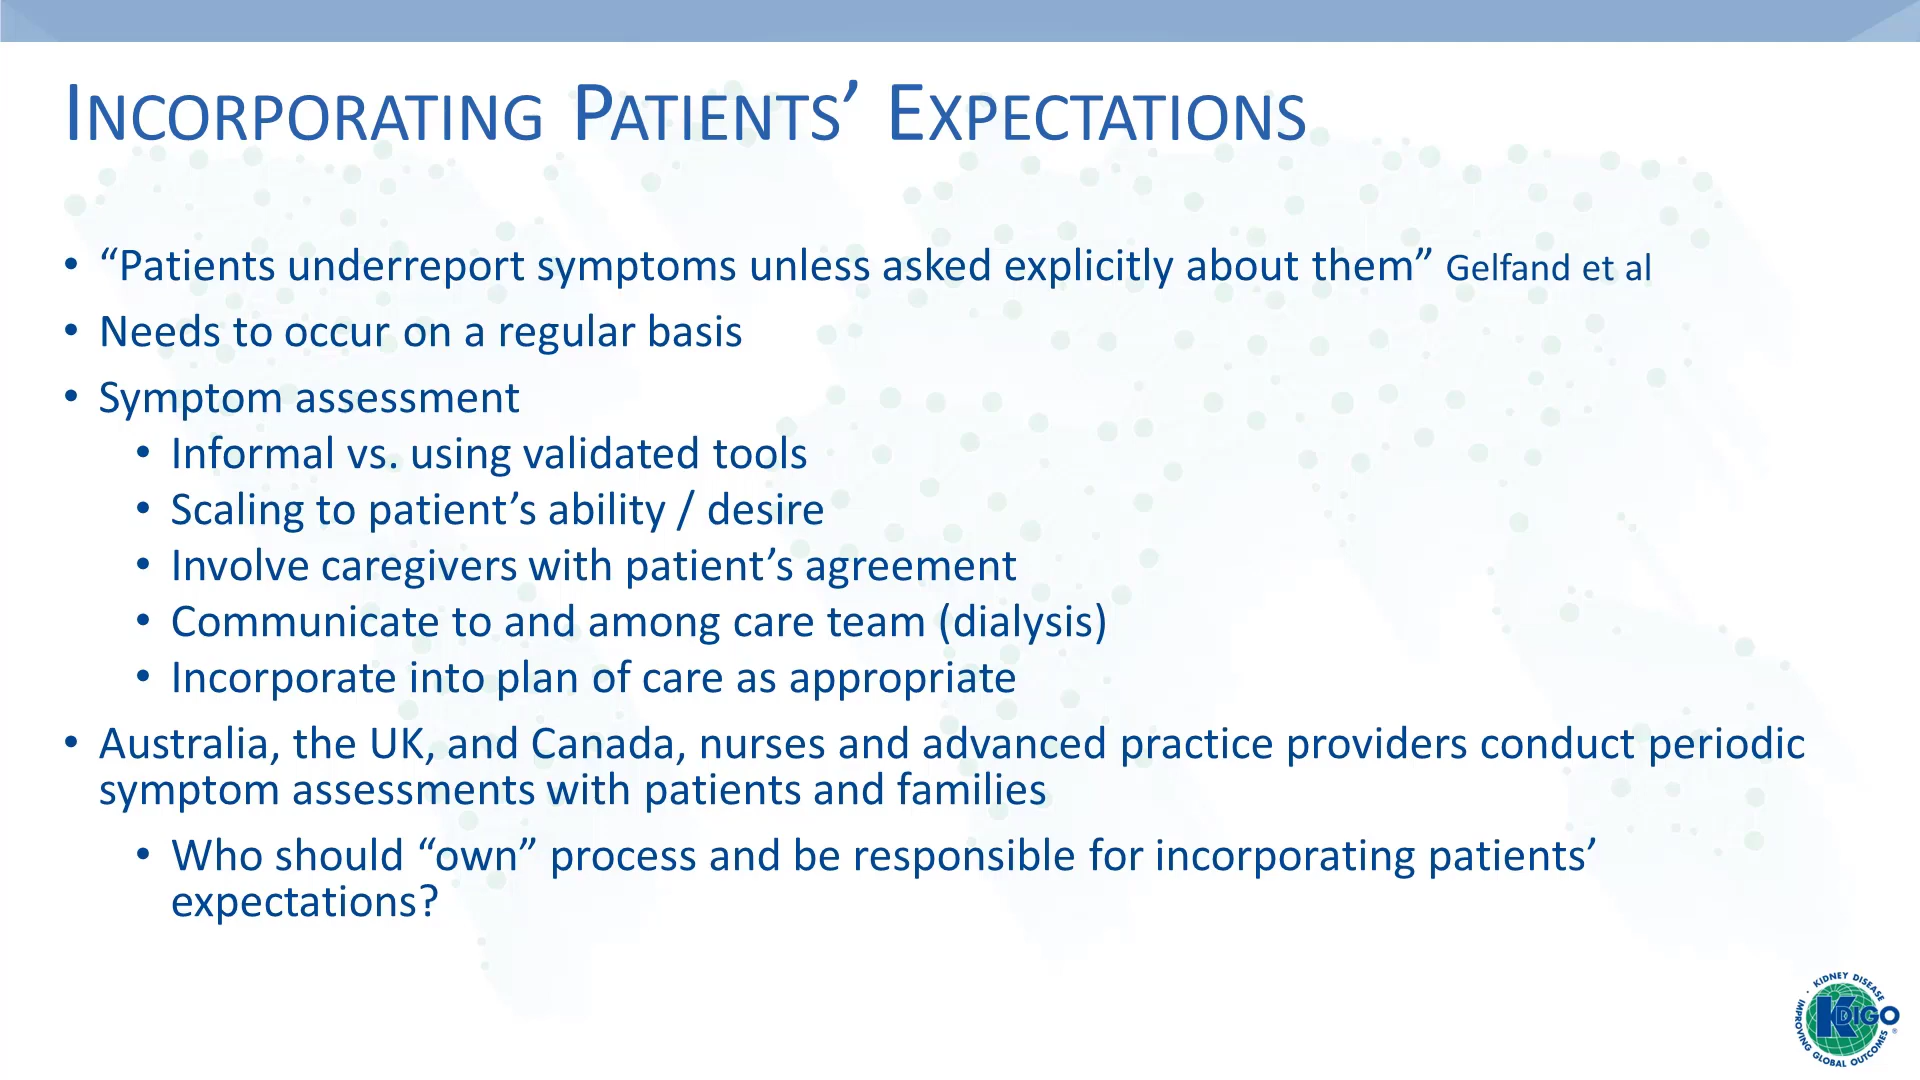 INCORPORATING PATIENTS’ EXPECTATIONS
• “Patients underreport symptoms unless asked explicitly about them” Gelfand et al
• Needs to occur on a regular basis
• Symptom assessment
• Informal vs. using validated tools
• Scaling to patient’s ability / desire
• Involve caregivers with patient’s agreement
• Communicate to and among care team (dialysis)
• Incorporate into plan of care as appropriate
• Australia, the UK, and Canada, nurses and advanced practice providers conduct periodic
symptom assessments with patients and families
• Who should “own” process and be responsible for incorporating patients’
expectations?
KIDNEY DISEASE
KDIGO
IMPROVING GLOBAL OUTCOMES
®